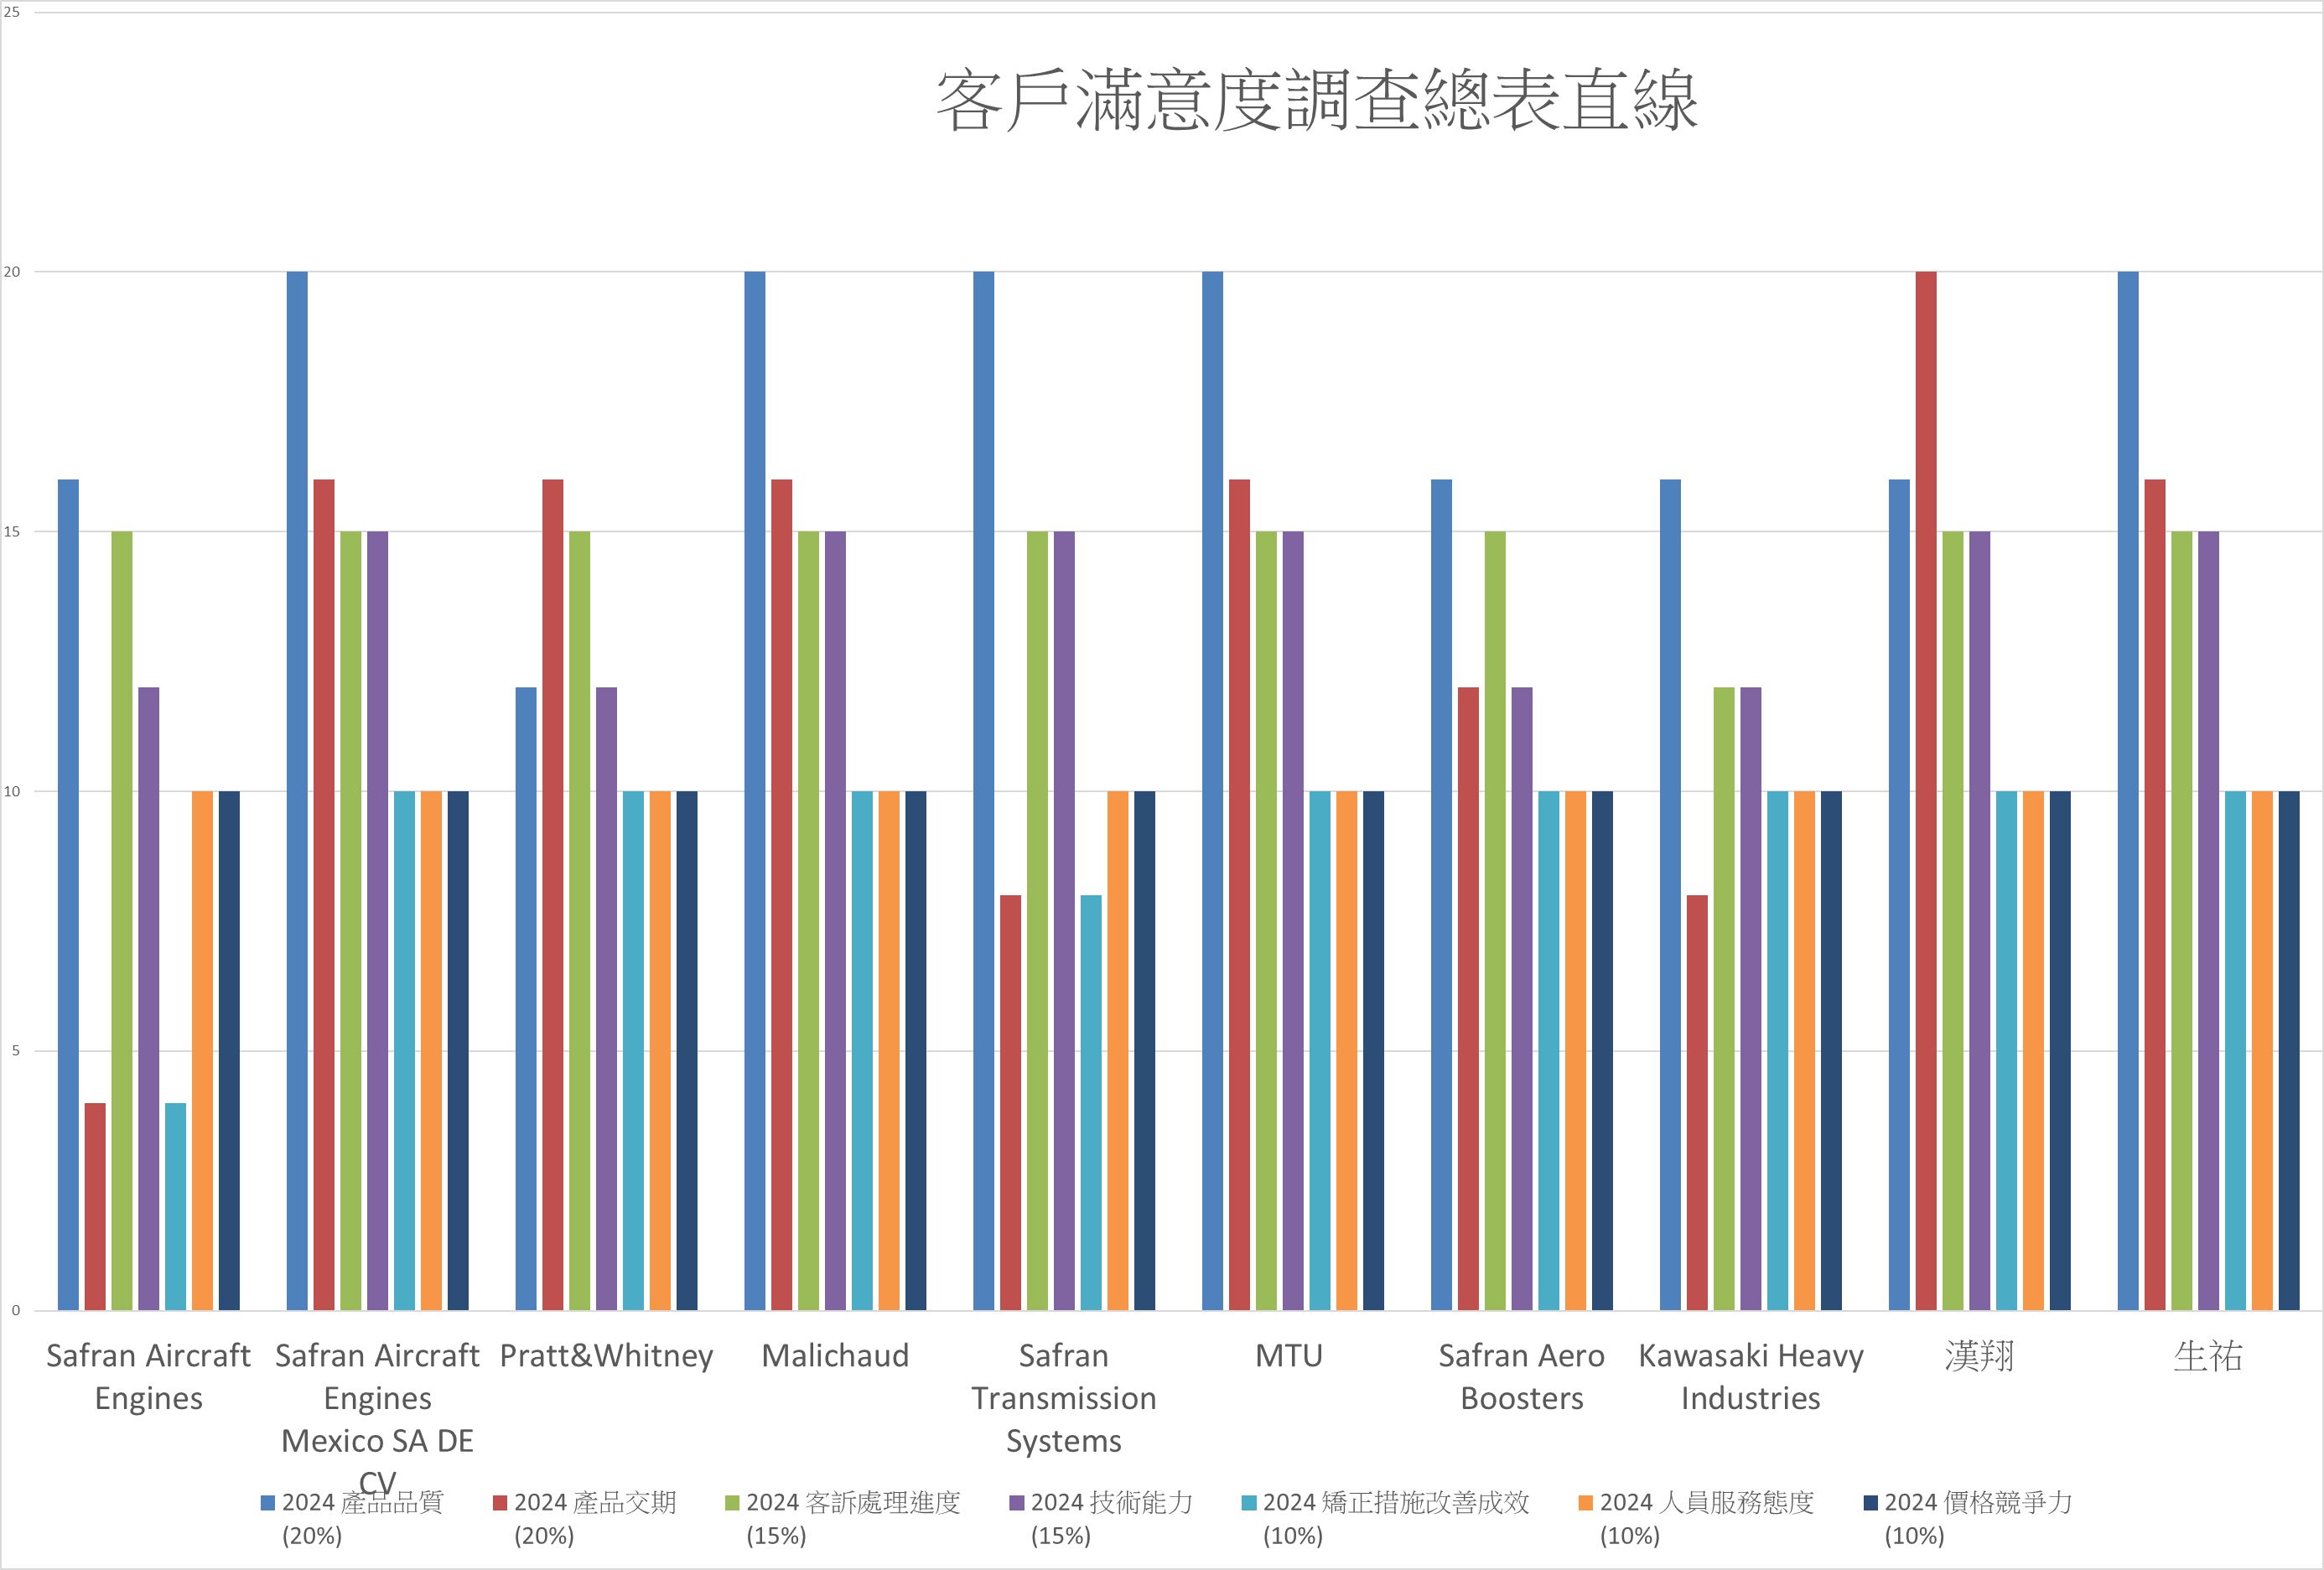 客戶滿意度調查總表直線
25
20
15
10
5
0
Safran Aircraft
Engines
Safran Aircraft
Engines
Mexico SA DE
CV
Pratt&Whitney
Malichaud
Safran
Transmission
Systems
MTU
Safran Aero
Boosters
Kawasaki Heavy
Industries
漢翔
生祐
2024 產品品質
(20%)
2024 產品交期
(20%)
2024 客訴處理進度
(15%)
2024 技術能力
(15%)
2024 矯正措施改善成效
(10%)
2024 人員服務態度
(10%)
2024 價格競爭力
(10%)